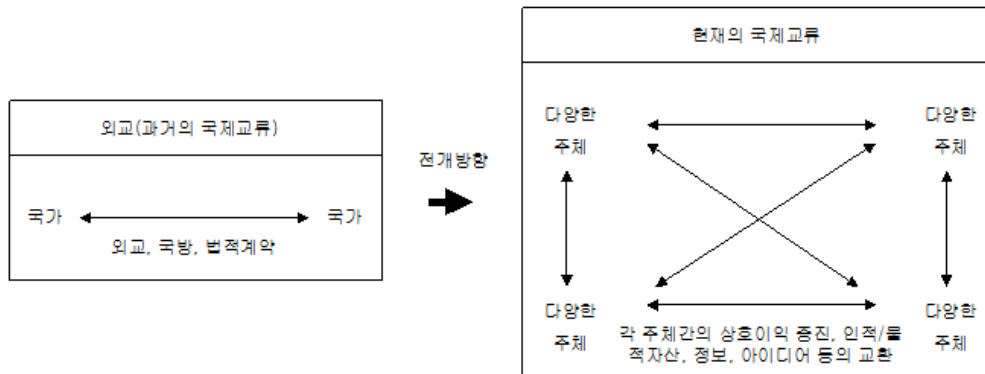 외교(과거의 국제교류)
국가
국가
외교, 국방, 법적계약
전개방향
현재의 국제교류
다양한
주체
다양한
주체
다양한
주체
다양한
주체
각 주체간의 상호이익 증진, 인적/물
적자산, 정보, 아이디어 등의 교환